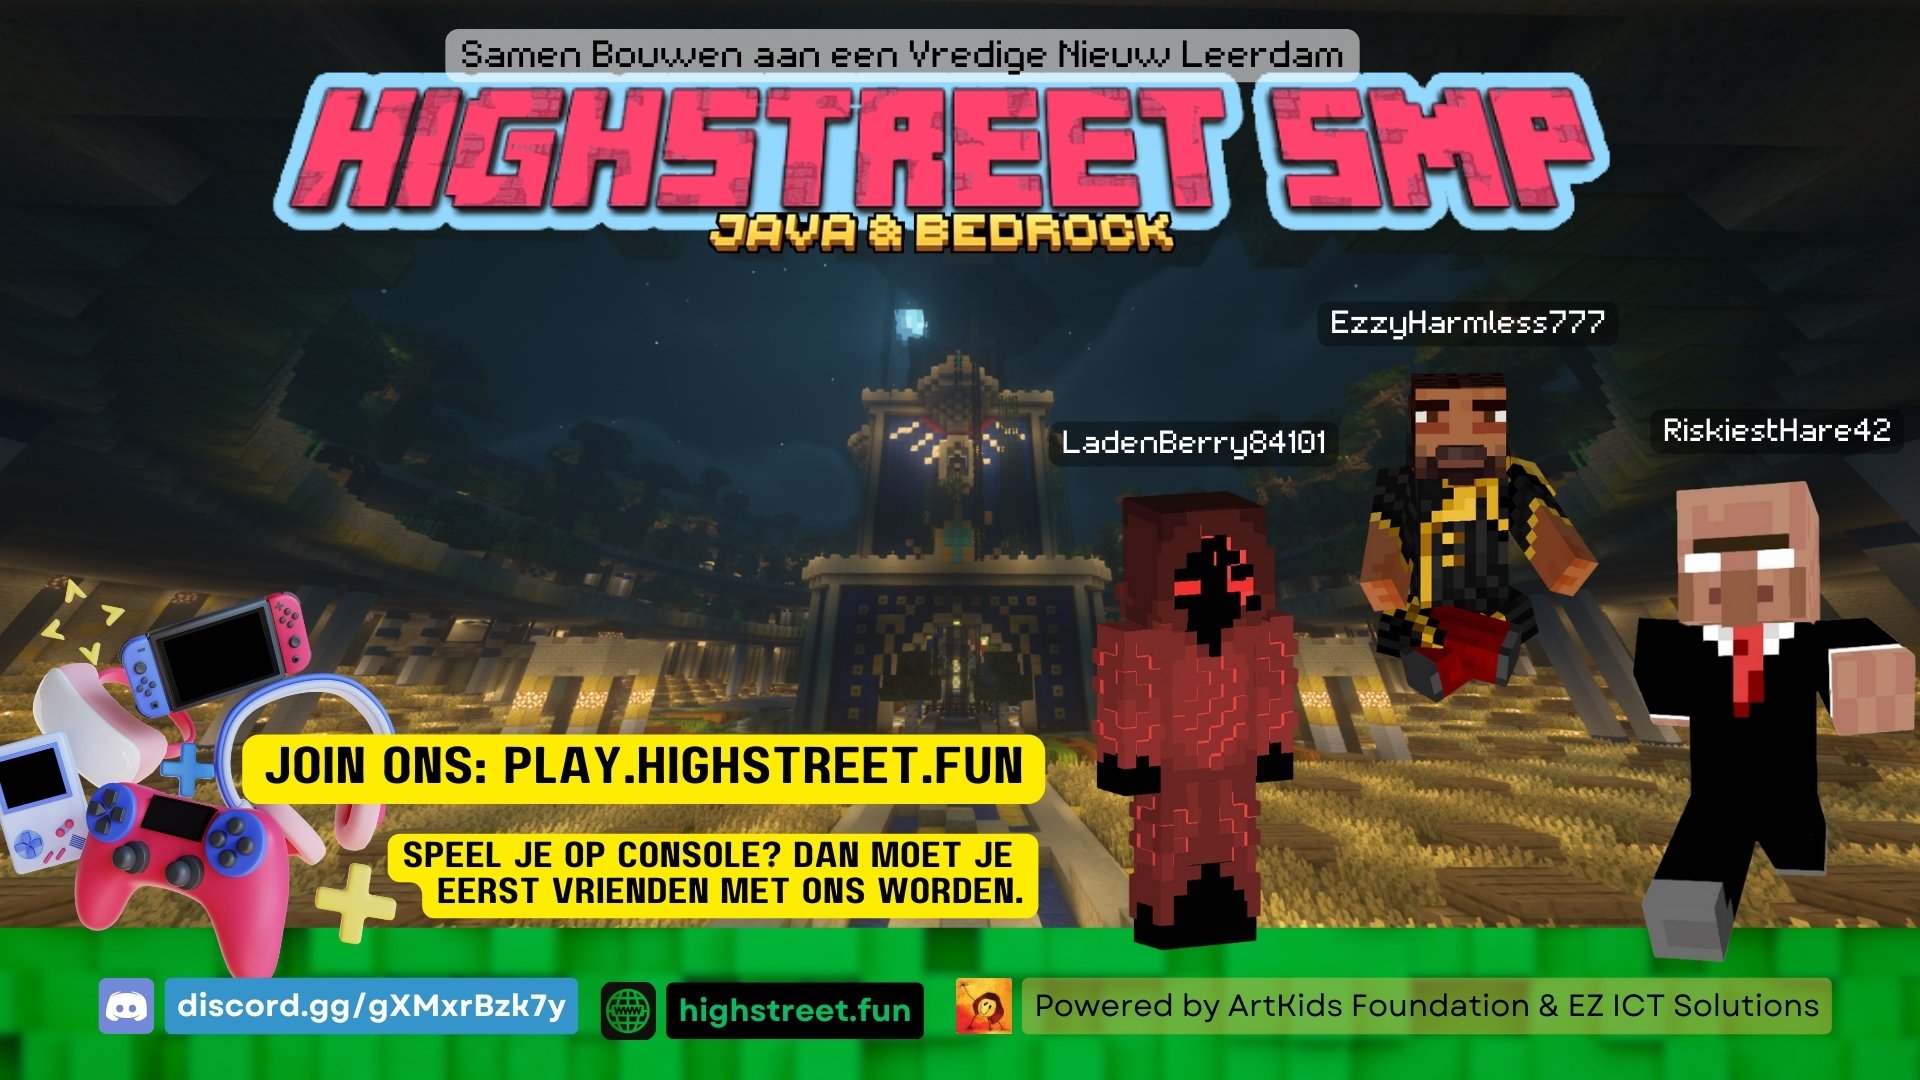 Samen Bouwen aan een Vredige Nieuw Leerdam
HIGHSTREET SMP
JAVA & BEDROCK
EzzyHarmless777
RiskiestHare42
LadenBerry84101
JOIN ONS: PLAY.HIGHSTREET.FUN
SPEEL JE OP CONSOLE? DAN MOET JE
EERST VRIENDEN MET ONS WORDEN.
discord.gg/gXMxrBzk7y
WWW
highstreet.fun
Powered by ArtKids Foundation & EZ ICT Solutions